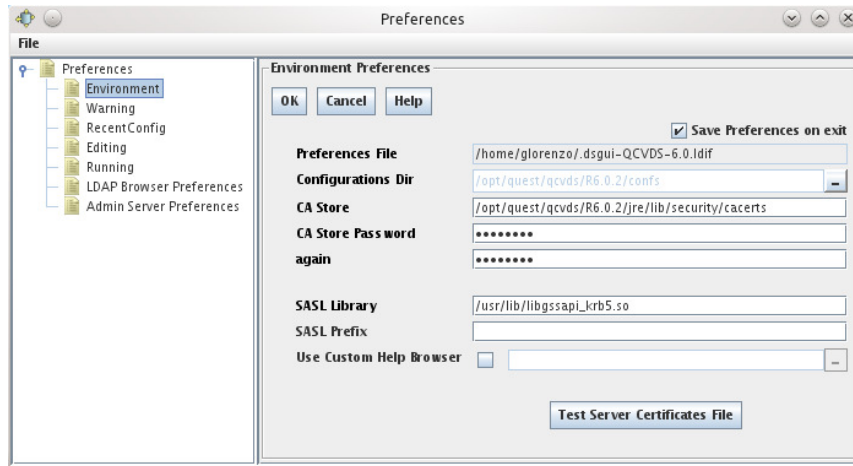 Preferences
File
Preferences
Environment
Warning
RecentConfig
Editing
Running
LDAP Browser Preferences
Admin Server Preferences
Environment Preferences
OK Cancel Help
Save Preferences on exit
Preferences File /home/glorenzo/.dsgui-QCVDS-6.0.ldif
Configurations Dir /opt/quest/qcvds/R6.0.2/confs
CA Store /opt/quest/qcvds/R6.0.2/jre/lib/security/cacerts
CA Store Password ••••••••
again ••••••••
SASL Library /usr/lib/libgssapi_krb5.so
SASL Prefix
Use Custom Help Browser
Test Server Certificates File